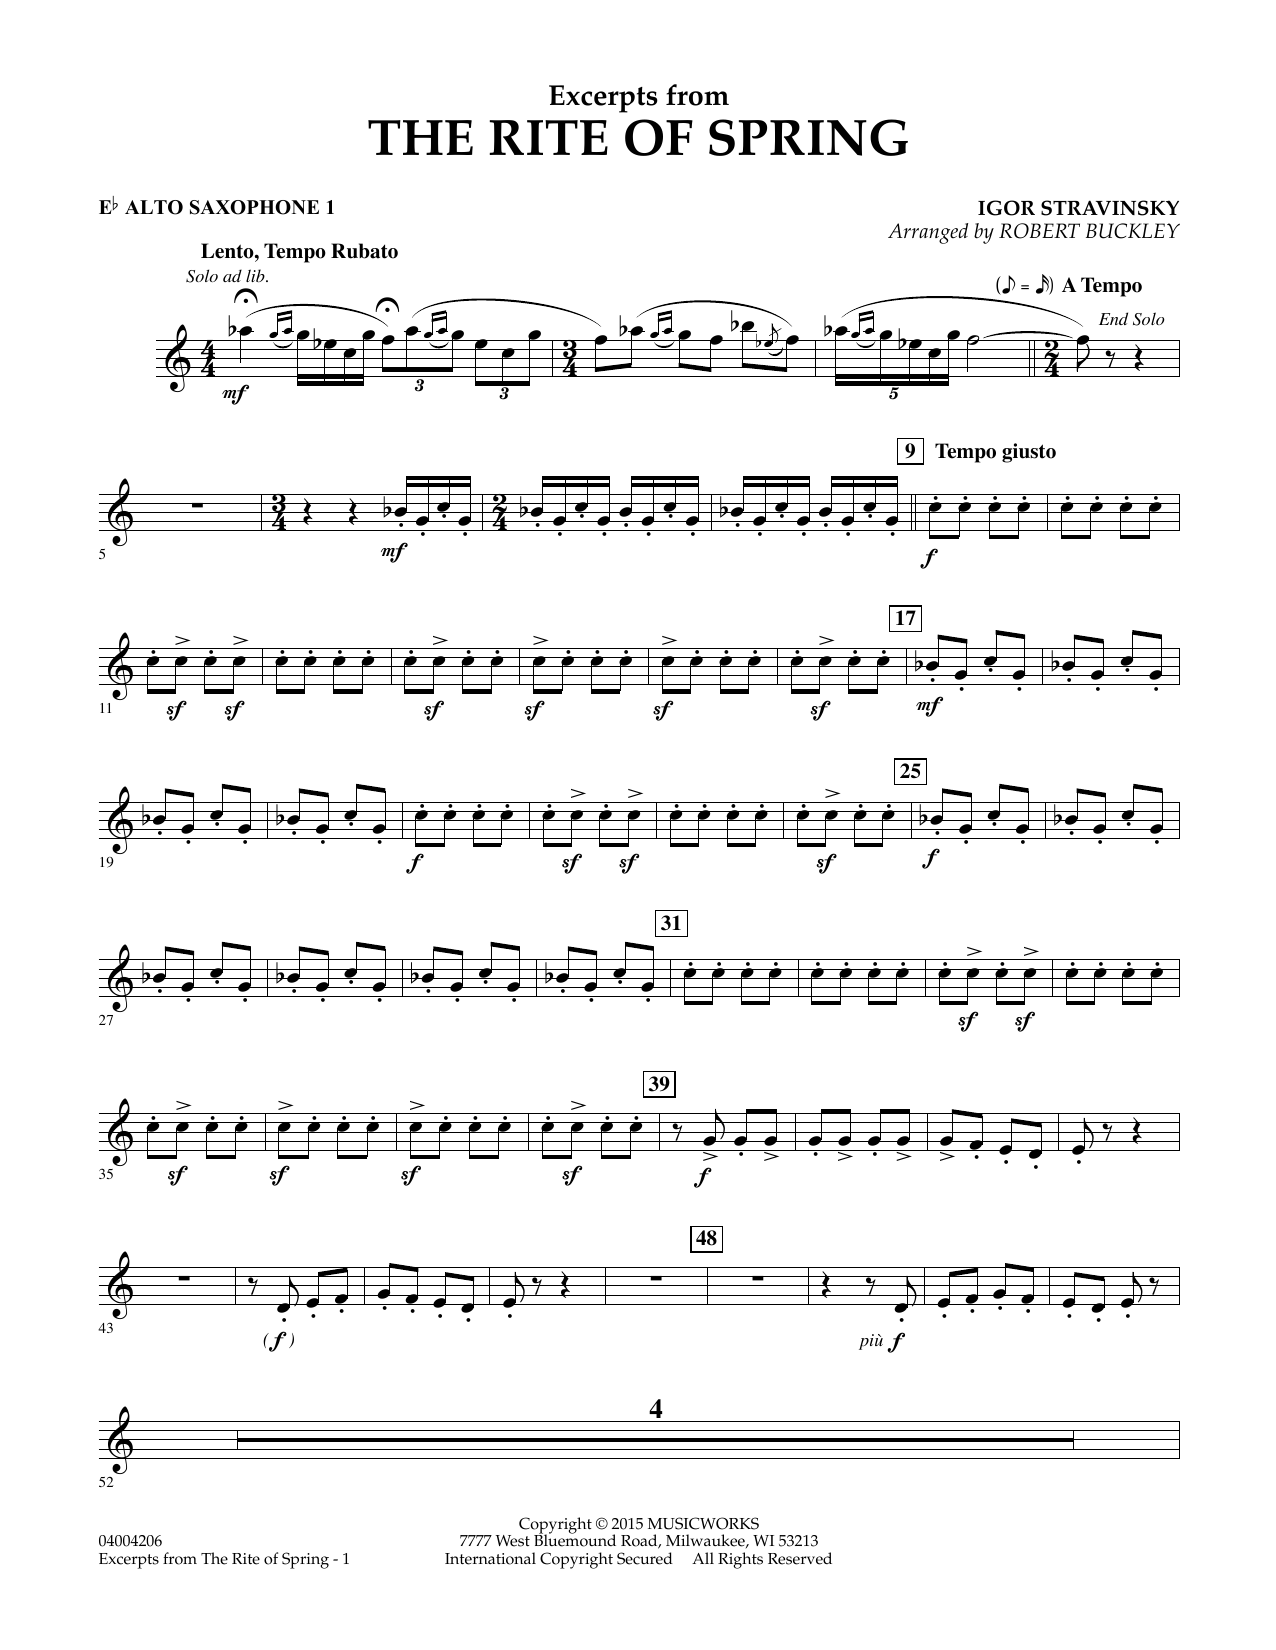 Excerpts from
THE RITE OF SPRING
E♭ ALTO SAXOPHONE 1
IGOR STRAVINSKY
Arranged by ROBERT BUCKLEY
Lento, Tempo Rubato
Solo ad lib.
(♪ = 𝅘𝅥𝅯) A Tempo
End Solo
4 4 3 4 2 4
mf 3 3 5
9 Tempo giusto
3 4 2 4
5 mf f
17
11 sf sf sf sf sf sf mf
25
19 f sf sf sf f
31
27 sf sf
39
35 sf sf sf sf f
48
43 (f) più f
4
52
Copyright © 2015 MUSICWORKS
04004206 7777 West Bluemound Road, Milwaukee, WI 53213
Excerpts from The Rite of Spring - 1 International Copyright Secured All Rights Reserved